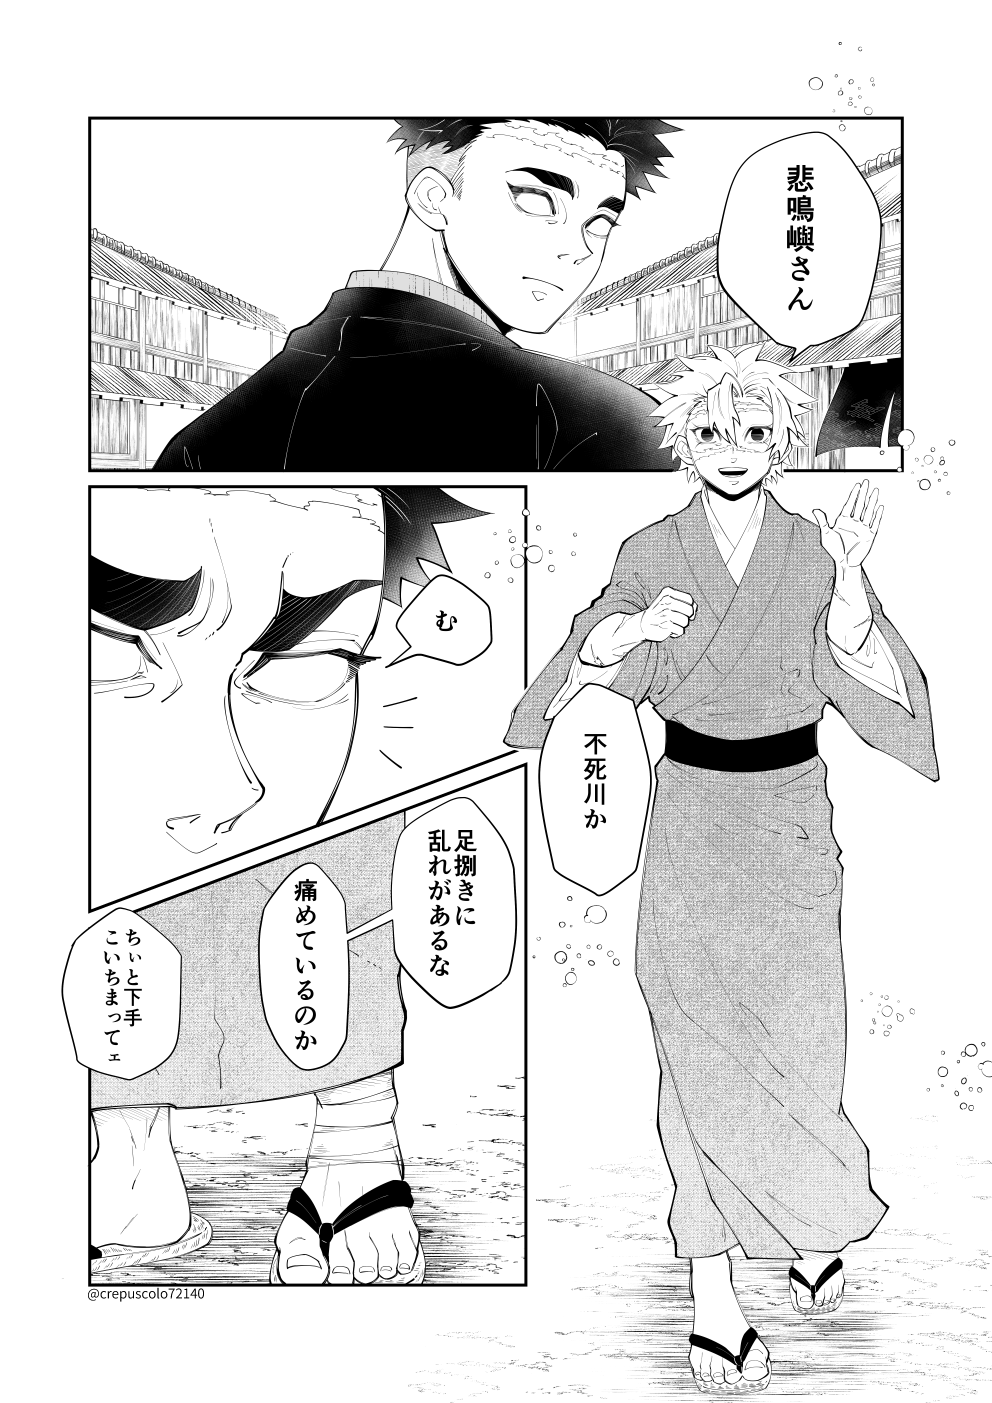 悲鳴嶼さん
不死川か
む
足捌きに
乱れがあるな
痛めているのか
ちぃと下手
こいちまってェ
@crepuscolo72140